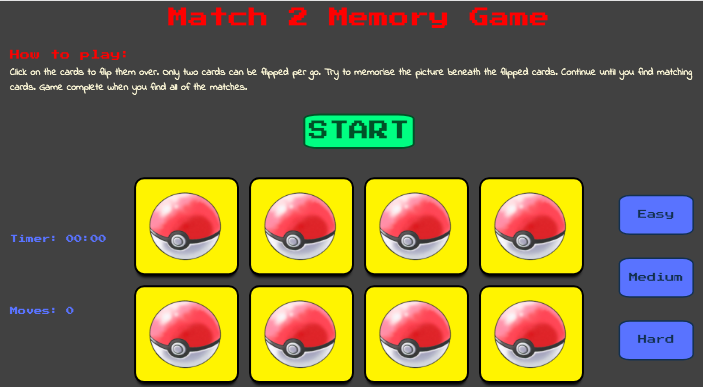 Match 2 Memory Game
How to play:
Click on the cards to flip them over. Only two cards can be flipped per go. Try to memorise the picture beneath the flipped cards. Continue until you find matching
cards. Game complete when you find all of the matches.
START
Easy
Timer: 00:00
Medium
Moves: 0
Hard